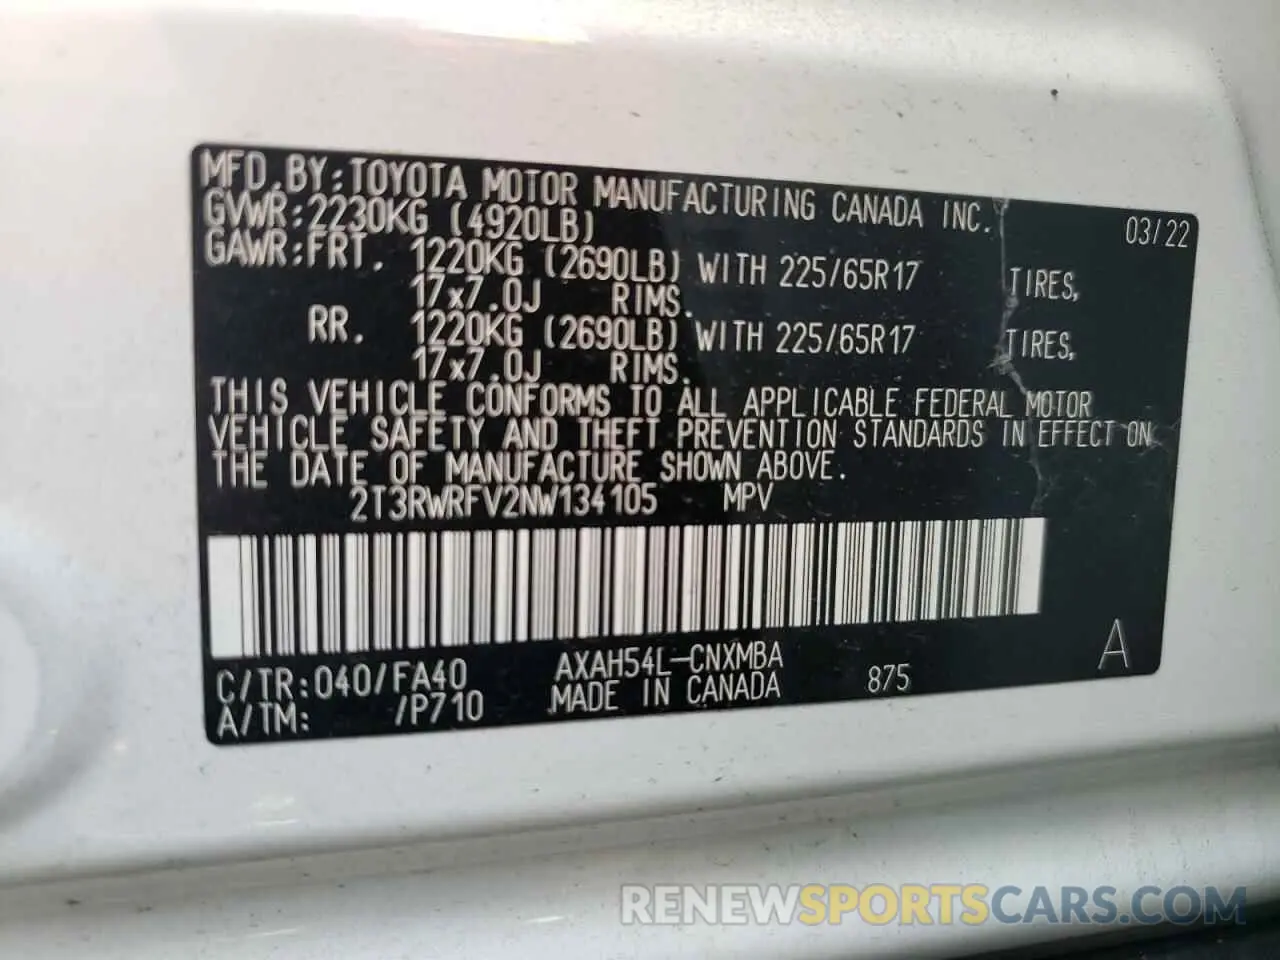 MFD.BY:TOYOTA MOTOR MANUFACTURING CANADA INC. 03/22
GVWR:2230KG (4920LB)
GAWR:FRT. 1220KG (2690LB) WITH 225/65R17 TIRES,
17x7.0J RIMS.
RR. 1220KG (2690LB) WITH 225/65R17 TIRES,
17x7.0J RIMS.
THIS VEHICLE CONFORMS TO ALL APPLICABLE FEDERAL MOTOR
VEHICLE SAFETY AND THEFT PREVENTION STANDARDS IN EFFECT ON
THE DATE OF MANUFACTURE SHOWN ABOVE.
2T3RWRFV2NW134105 MPV
C/TR:040/FA40 AXAH54L-CNXMBA A
A/TM: /P710 MADE IN CANADA 875
RENEWSPORTSCARS.COM